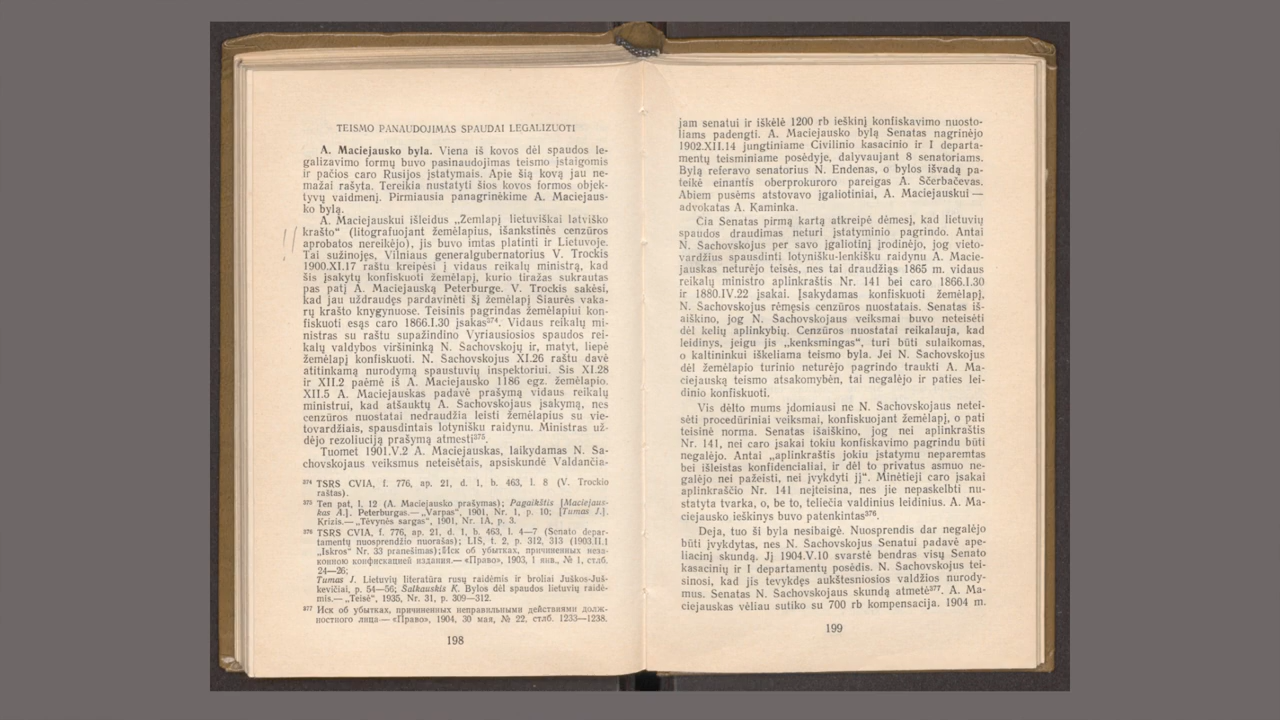 TEISMO PANAUDOJIMAS SPAUDAI LEGALIZUOTI
A. Maciejausko byla. Viena iš kovos dėl spaudos le-
galizavimo formų buvo pasinaudojimas teismo įstaigomis
ir pačios caro Rusijos įstatymais. Apie šią kovą jau ne-
mažai rašyta. Tereikia nustatyti šios kovos formos objek-
tyvų vaidmenį. Pirmiausia panagrinėkime A. Maciejaus-
ko bylą.
A. Maciejauskui išleidus „Žemlapį lietuviškai latviško
krašto“ (litografuojant žemėlapius, išankstinės cenzūros
aprobatos nereikėjo), jis buvo imtas platinti ir Lietuvoje.
Tai sužinojęs, Vilniaus generalgubernatorius V. Trockis
1900.XI.17 raštu kreipėsi į vidaus reikalų ministrą, kad
šis įsakytų konfiskuoti žemėlapį, kurio tiražas sukrautas
pas patį A. Maciejauską Peterburge. V. Trockis sakėsi,
kad jau uždraudęs pardavinėti šį žemėlapį Šiaurės vaka-
rų krašto knygynuose. Teisinis pagrindas žemėlapiui kon-
fiskuoti esąs caro 1866.I.30 įsakas³⁷⁴. Vidaus reikalų mi-
nistras su raštu supažindino Vyriausiosios spaudos rei-
kalų valdybos viršininką N. Šachovskojų ir, matyt, liepė
žemėlapį konfiskuoti. N. Šachovskojus XI.26 raštu davė
atitinkamą nurodymą spaustuvių inspektoriui. Šis XI.28
ir XII.2 paėmė iš A. Maciejausko 1186 egz. žemėlapio.
XII.5 A. Maciejauskas padavė prašymą vidaus reikalų
ministrui, kad atšauktų A. Šachovskojaus įsakymą, nes
cenzūros nuostatai nedraudžia leisti žemėlapius su vie-
tovardžiais, spausdintais lotynišku raidynu. Ministras už-
dėjo rezoliuciją prašymą atmesti³⁷⁵.
Tuomet 1901.V.2 A. Maciejauskas, laikydamas N. Ša-
chovskojaus veiksmus neteisėtais, apsiskundė Valdančia-
³⁷⁴ TSRS CVIA, f. 776, ap. 21, d. 1, b. 463, l. 8 (V. Trockio
raštas).
³⁷⁵ Ten pat, l. 12 (A. Maciejausko prašymas); Pagaikštis [Maciejaus-
kas A.]. Peterburgas.— „Varpas“, 1901, Nr. 1, p. 10; [Tumas J.].
Krizis.— „Tėvynės sargas“, 1901, Nr. 1A, p. 3.
³⁷⁶ TSRS CVIA, f. 776, ap. 21, d. 1, b. 463, l. 4—7 (Senato depar-
tamentų nuosprendžio nuorašas); LIŠ, t. 2, p. 312, 313 (1903.II.1
„Iskros“ Nr. 33 pranešimas); Иск об убытках, причиненных неза-
конною конфискацией издания.— «Право», 1903, 1 янв., № 1, стлб.
24—26;
Tumas J. Lietuvių literatūra rusų raidėmis ir broliai Juškos-Juš-
kevičiai, p. 54—56; Šalkauskis K. Bylos dėl spaudos lietuvių raidė-
mis.— „Teisė“, 1935, Nr. 31, p. 309—312.
³⁷⁷ Иск об убытках, причиненных неправильными действиями долж-
ностного лица.— «Право», 1904, 30 мая, № 22, стлб. 1233—1238.
198
jam senatui ir iškėlė 1200 rb ieškinį konfiskavimo nuosto-
liams padengti. A. Maciejausko bylą Senatas nagrinėjo
1902.XII.14 jungtiniame Civilinio kasacinio ir I departa-
mentų teisminiame posėdyje, dalyvaujant 8 senatoriams.
Bylą referavo senatorius N. Endenas, o bylos išvadą pa-
teikė einantis oberprokuroro pareigas A. Ščerbačevas.
Abiem pusėms atstovavo įgaliotiniai, A. Maciejauskui —
advokatas A. Kaminka.
Čia Senatas pirmą kartą atkreipė dėmesį, kad lietuvių
spaudos draudimas neturi įstatyminio pagrindo. Antai
N. Šachovskojus per savo įgaliotinį įrodinėjo, jog vieto-
vardžius spausdinti lotynišku-lenkišku raidynu A. Macie-
jauskas neturėjo teisės, nes tai draudžiąs 1865 m. vidaus
reikalų ministro aplinkraštis Nr. 141 bei caro 1866.I.30
ir 1880.IV.22 įsakai. Įsakydamas konfiskuoti žemėlapį,
N. Šachovskojus rėmęsis cenzūros nuostatais. Senatas iš-
aiškino, jog N. Šachovskojaus veiksmai buvo neteisėti
dėl kelių aplinkybių. Cenzūros nuostatai reikalauja, kad
leidinys, jeigu jis „kenksmingas“, turi būti sulaikomas,
o kaltininkui iškeliama teismo byla. Jei N. Šachovskojus
dėl žemėlapio turinio neturėjo pagrindo traukti A. Ma-
ciejauską teismo atsakomybėn, tai negalėjo ir paties lei-
dinio konfiskuoti.
Vis dėlto mums įdomiausi ne N. Šachovskojaus netei-
sėti procedūriniai veiksmai, konfiskuojant žemėlapį, o pati
teisinė norma. Senatas išaiškino, jog nei aplinkraštis
Nr. 141, nei caro įsakai tokiu konfiskavimo pagrindu būti
negalėjo. Antai „aplinkraštis jokiu įstatymu neparemtas
bei išleistas konfidencialiai, ir dėl to privatus asmuo ne-
galėjo nei pažeisti, nei įvykdyti jį“. Minėtieji caro įsakai
aplinkraščio Nr. 141 neįteisina, nes jie nepaskelbti nu-
statyta tvarka, o, be to, teliečia valdinius leidinius. A. Ma-
ciejausko ieškinys buvo patenkintas³⁷⁶.
Deja, tuo ši byla nesibaigė. Nuosprendis dar negalėjo
būti įvykdytas, nes N. Šachovskojus Senatui padavė ape-
liacinį skundą. Jį 1904.V.10 svarstė bendras visų Senato
kasacinių ir I departamentų posėdis. N. Šachovskojus tei-
sinosi, kad jis tevykdęs aukštesniosios valdžios nurody-
mus. Senatas N. Šachovskojaus skundą atmetė³⁷⁷. A. Ma-
ciejauskas vėliau sutiko su 700 rb kompensacija. 1904 m.
199